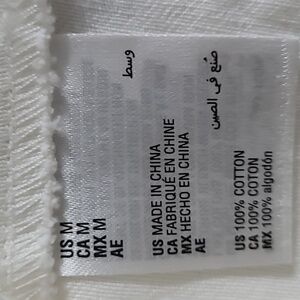 US M
CA M
MX M
AE
وسط
US MADE IN CHINA
CA FABRIQUÉ EN CHINE
MX HECHO EN CHINA
AE
صنع في الصين
US 100% COTTON
CA 100% COTON
MX 100% algodón